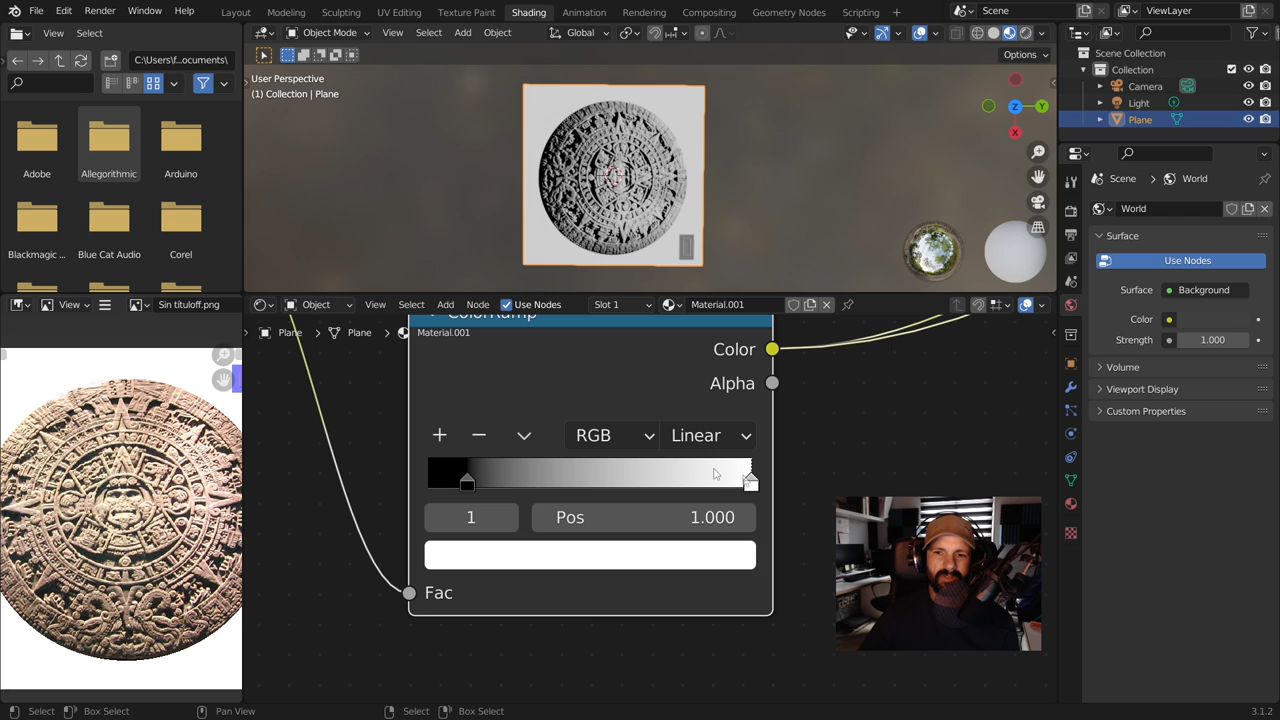 File Edit Render Window Help
Layout Modeling Sculpting UV Editing Texture Paint Shading Animation Rendering Compositing Geometry Nodes Scripting
Scene
ViewLayer
View Select
Object Mode View Select Add Object
Global
C:\Users\f...ocuments\
Options
User Perspective
(1) Collection | Plane
Z
Y
X
Adobe
Allegorithmic
Arduino
Blackmagic ...
Blue Cat Audio
Corel
Scene Collection
Collection
Camera
Light
Plane
Scene World
World
Surface
Use Nodes
Surface Background
Color
Strength 1.000
Volume
Viewport Display
Custom Properties
View
Sin tituloff.png
Object View Select Add Node Use Nodes Slot 1 Material.001
Plane Plane
Material.001
ColorRamp
Color
Alpha
RGB Linear
1 Pos 1.000
Fac
Select Box Select Pan View Select Box Select 3.1.2